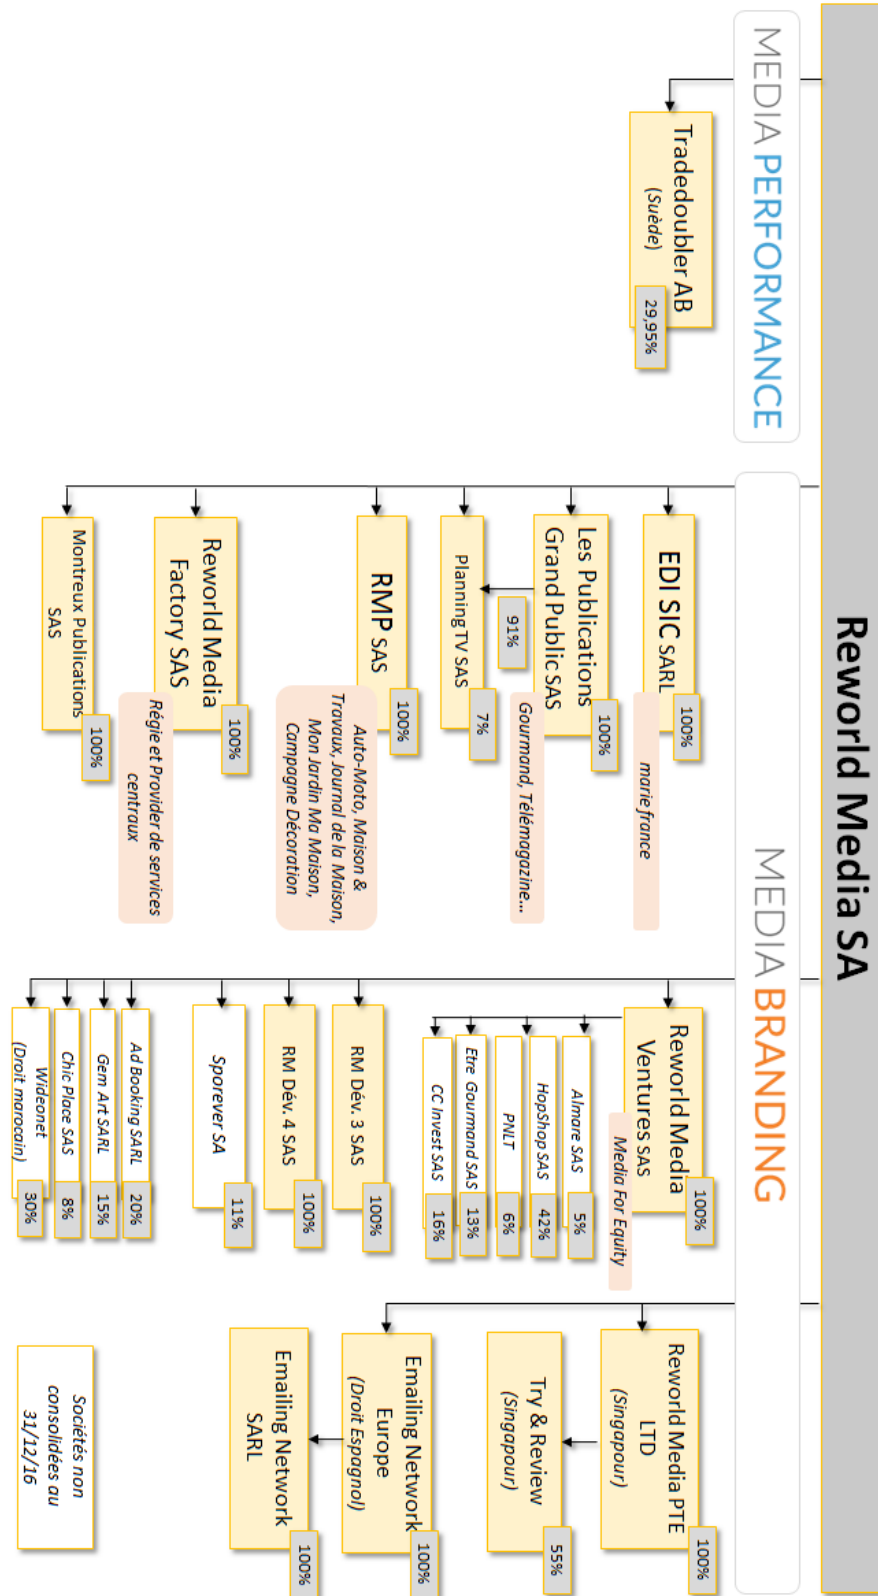 Reworld Media SA
MEDIA PERFORMANCE
MEDIA BRANDING
Tradedoubler AB
(Suède)
29,95%
EDI SIC SARL
100%
marie france
Les Publications
Grand Public SAS
100%
Gourmand, Télémagazine...
91%
Planning TV SAS
7%
RMP SAS
100%
Auto-Moto, Maison &
Travaux, Journal de la Maison,
Mon Jardin Ma Maison,
Campagne Décoration
Reworld Media
Factory SAS
100%
Régie et Provider de services
centraux
Montreux Publications
SAS
100%
Reworld Media
Ventures SAS
100%
Media For Equity
Almare SAS
5%
HopShop SAS
42%
PNLT
6%
Etre Gourmand SAS
13%
CC Invest SAS
16%
RM Dév. 3 SAS
100%
RM Dév. 4 SAS
100%
Sporever SA
11%
Ad Booking SARL
20%
Gem Art SARL
15%
Chic Place SAS
8%
Wideonet
(Droit marocain)
30%
Reworld Media PTE
LTD
(Singapour)
100%
Try & Review
(Singapour)
55%
Emailing Network
Europe
(Droit Espagnol)
100%
Emailing Network
SARL
100%
Sociétés non
consolidées au
31/12/16